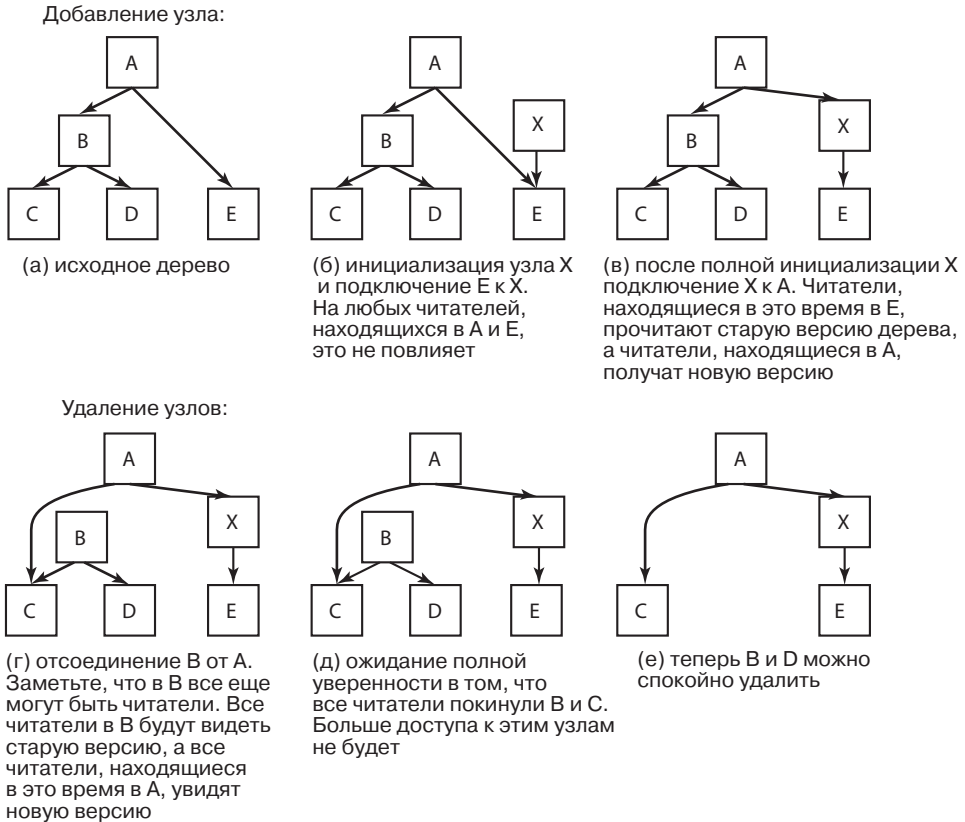 Добавление узла:
A
B
C
D
E
A
B
X
C
D
E
A
B
X
C
D
E
(а) исходное дерево
(б) инициализация узла X
и подключение E к X.
На любых читателей,
находящихся в A и E,
это не повлияет
(в) после полной инициализации X
подключение X к A. Читатели,
находящиеся в это время в E,
прочитают старую версию дерева,
а читатели, находящиеся в A,
получат новую версию
Удаление узлов:
A
B
X
C
D
E
A
B
X
C
D
E
A
X
C
E
(г) отсоединение B от A.
Заметьте, что в B все еще
могут быть читатели. Все
читатели в B будут видеть
старую версию, а все
читатели, находящиеся
в это время в A, увидят
новую версию
(д) ожидание полной
уверенности в том, что
все читатели покинули B и C.
Больше доступа к этим узлам
не будет
(е) теперь B и D можно
спокойно удалить